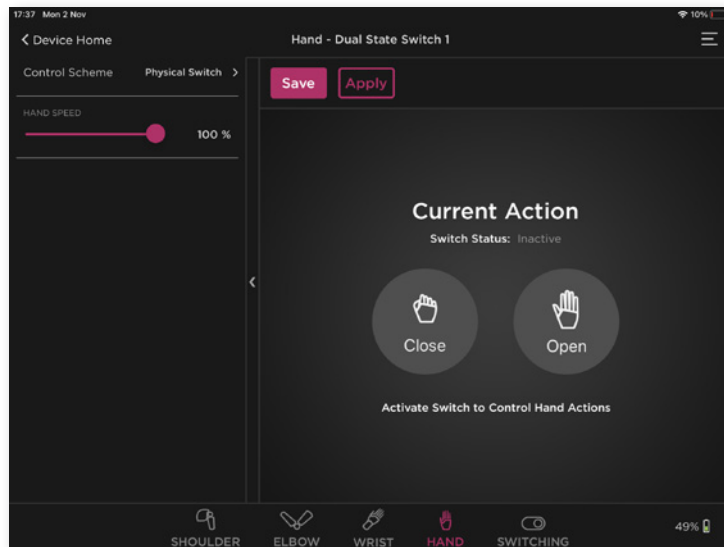 17:37 Mon 2 Nov
10%
Device Home
Hand - Dual State Switch 1
Control Scheme
Physical Switch
Save
Apply
HAND SPEED
100 %
Current Action
Switch Status: Inactive
Close
Open
Activate Switch to Control Hand Actions
SHOULDER
ELBOW
WRIST
HAND
SWITCHING
49%